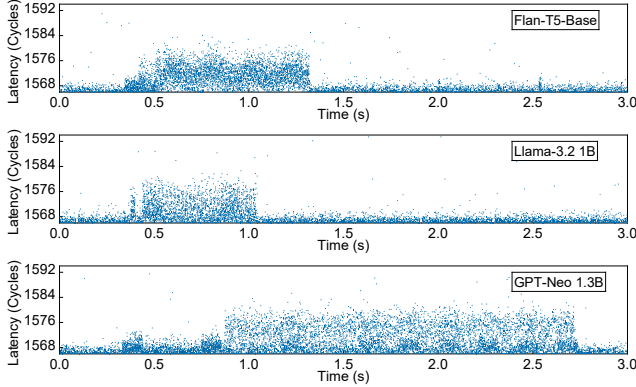 1592
Flan-T5-Base
1584
1576
1568
Latency (Cycles)
0.0 0.5 1.0 1.5 2.0 2.5 3.0
Time (s)
1592
Llama-3.2 1B
1584
1576
1568
Latency (Cycles)
0.0 0.5 1.0 1.5 2.0 2.5 3.0
Time (s)
1592
GPT-Neo 1.3B
1584
1576
1568
Latency (Cycles)
0.0 0.5 1.0 1.5 2.0 2.5 3.0
Time (s)